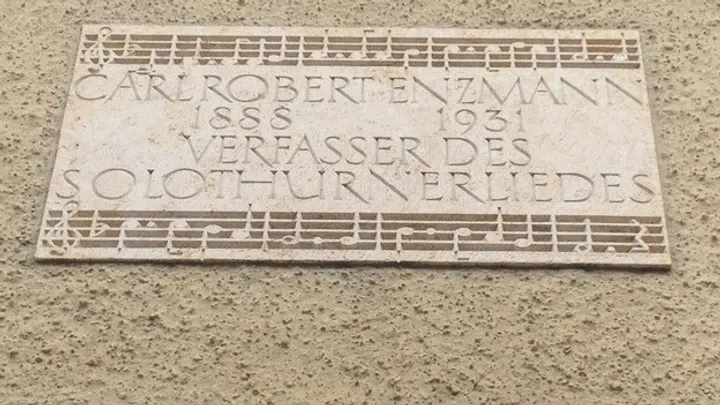 CARL ROBERT ENZMANN
1888 1931
VERFASSER DES
SOLOTHURNERLIEDES